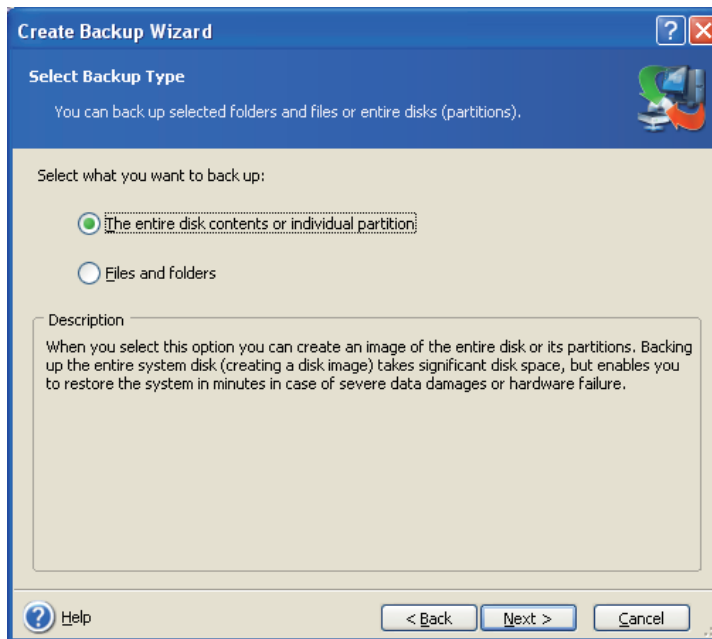 Create Backup Wizard
Select Backup Type
You can back up selected folders and files or entire disks (partitions).
Select what you want to back up:
The entire disk contents or individual partition
Files and folders
Description
When you select this option you can create an image of the entire disk or its partitions. Backing
up the entire system disk (creating a disk image) takes significant disk space, but enables you
to restore the system in minutes in case of severe data damages or hardware failure.
Help
< Back
Next >
Cancel